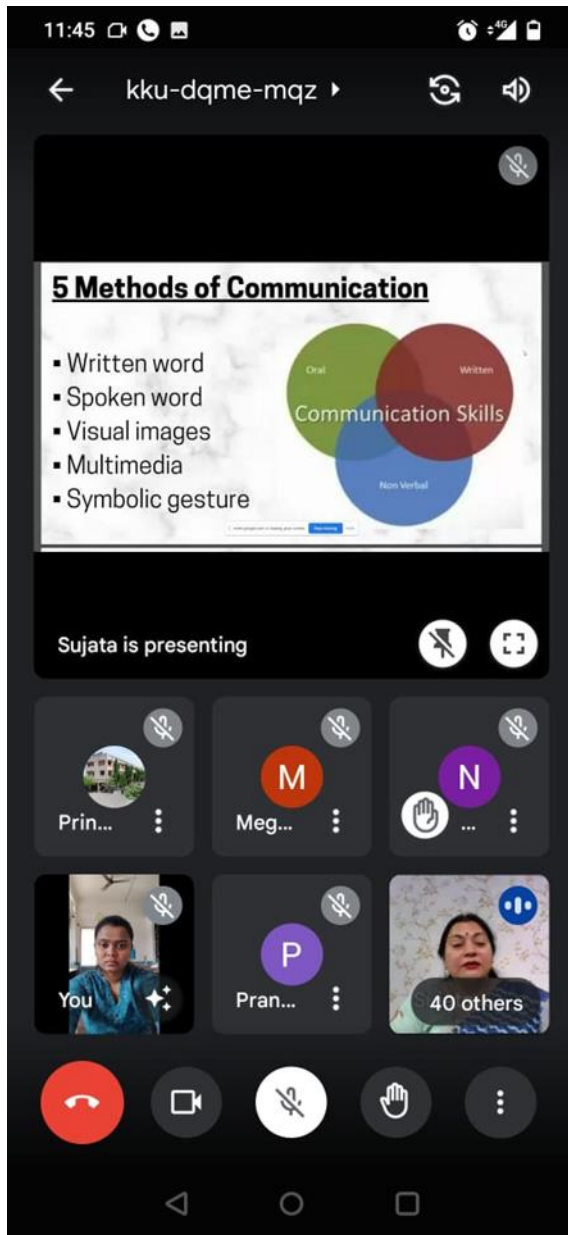 11:45
4G
kku-dqme-mqz
5 Methods of Communication
▪ Written word
▪ Spoken word
▪ Visual images
▪ Multimedia
▪ Symbolic gesture
Oral
Written
Communication Skills
Non Verbal
Sujata is presenting
Prin...
M
Meg...
N
...
You
P
Pran...
40 others